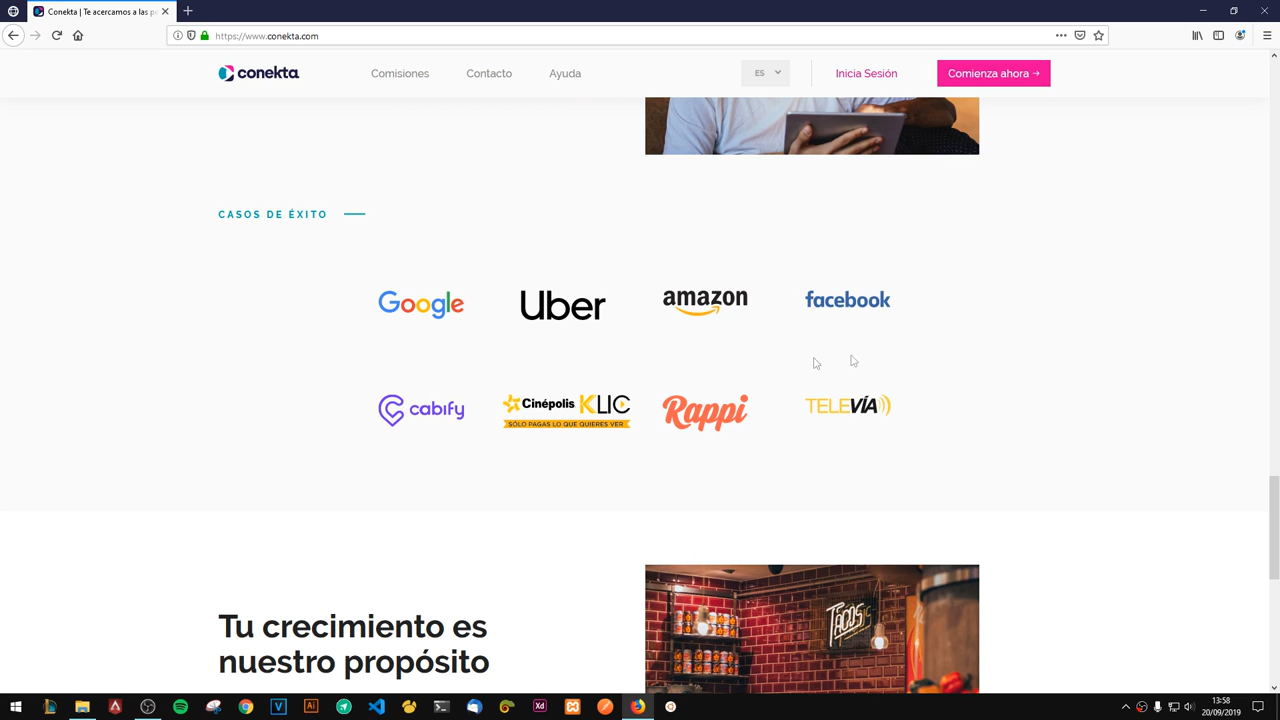 Conekta | Te acercamos a las pe
https://www.conekta.com
conekta
Comisiones
Contacto
Ayuda
ES
Inicia Sesión
Comienza ahora →
CASOS DE ÉXITO
Google
Uber
amazon
facebook
cabify
Cinépolis KLIC
SÓLO PAGAS LO QUE QUIERES VER
Rappi
TELEVÍA
Tu crecimiento es
nuestro propósito
TACOS
13:58
20/09/2019